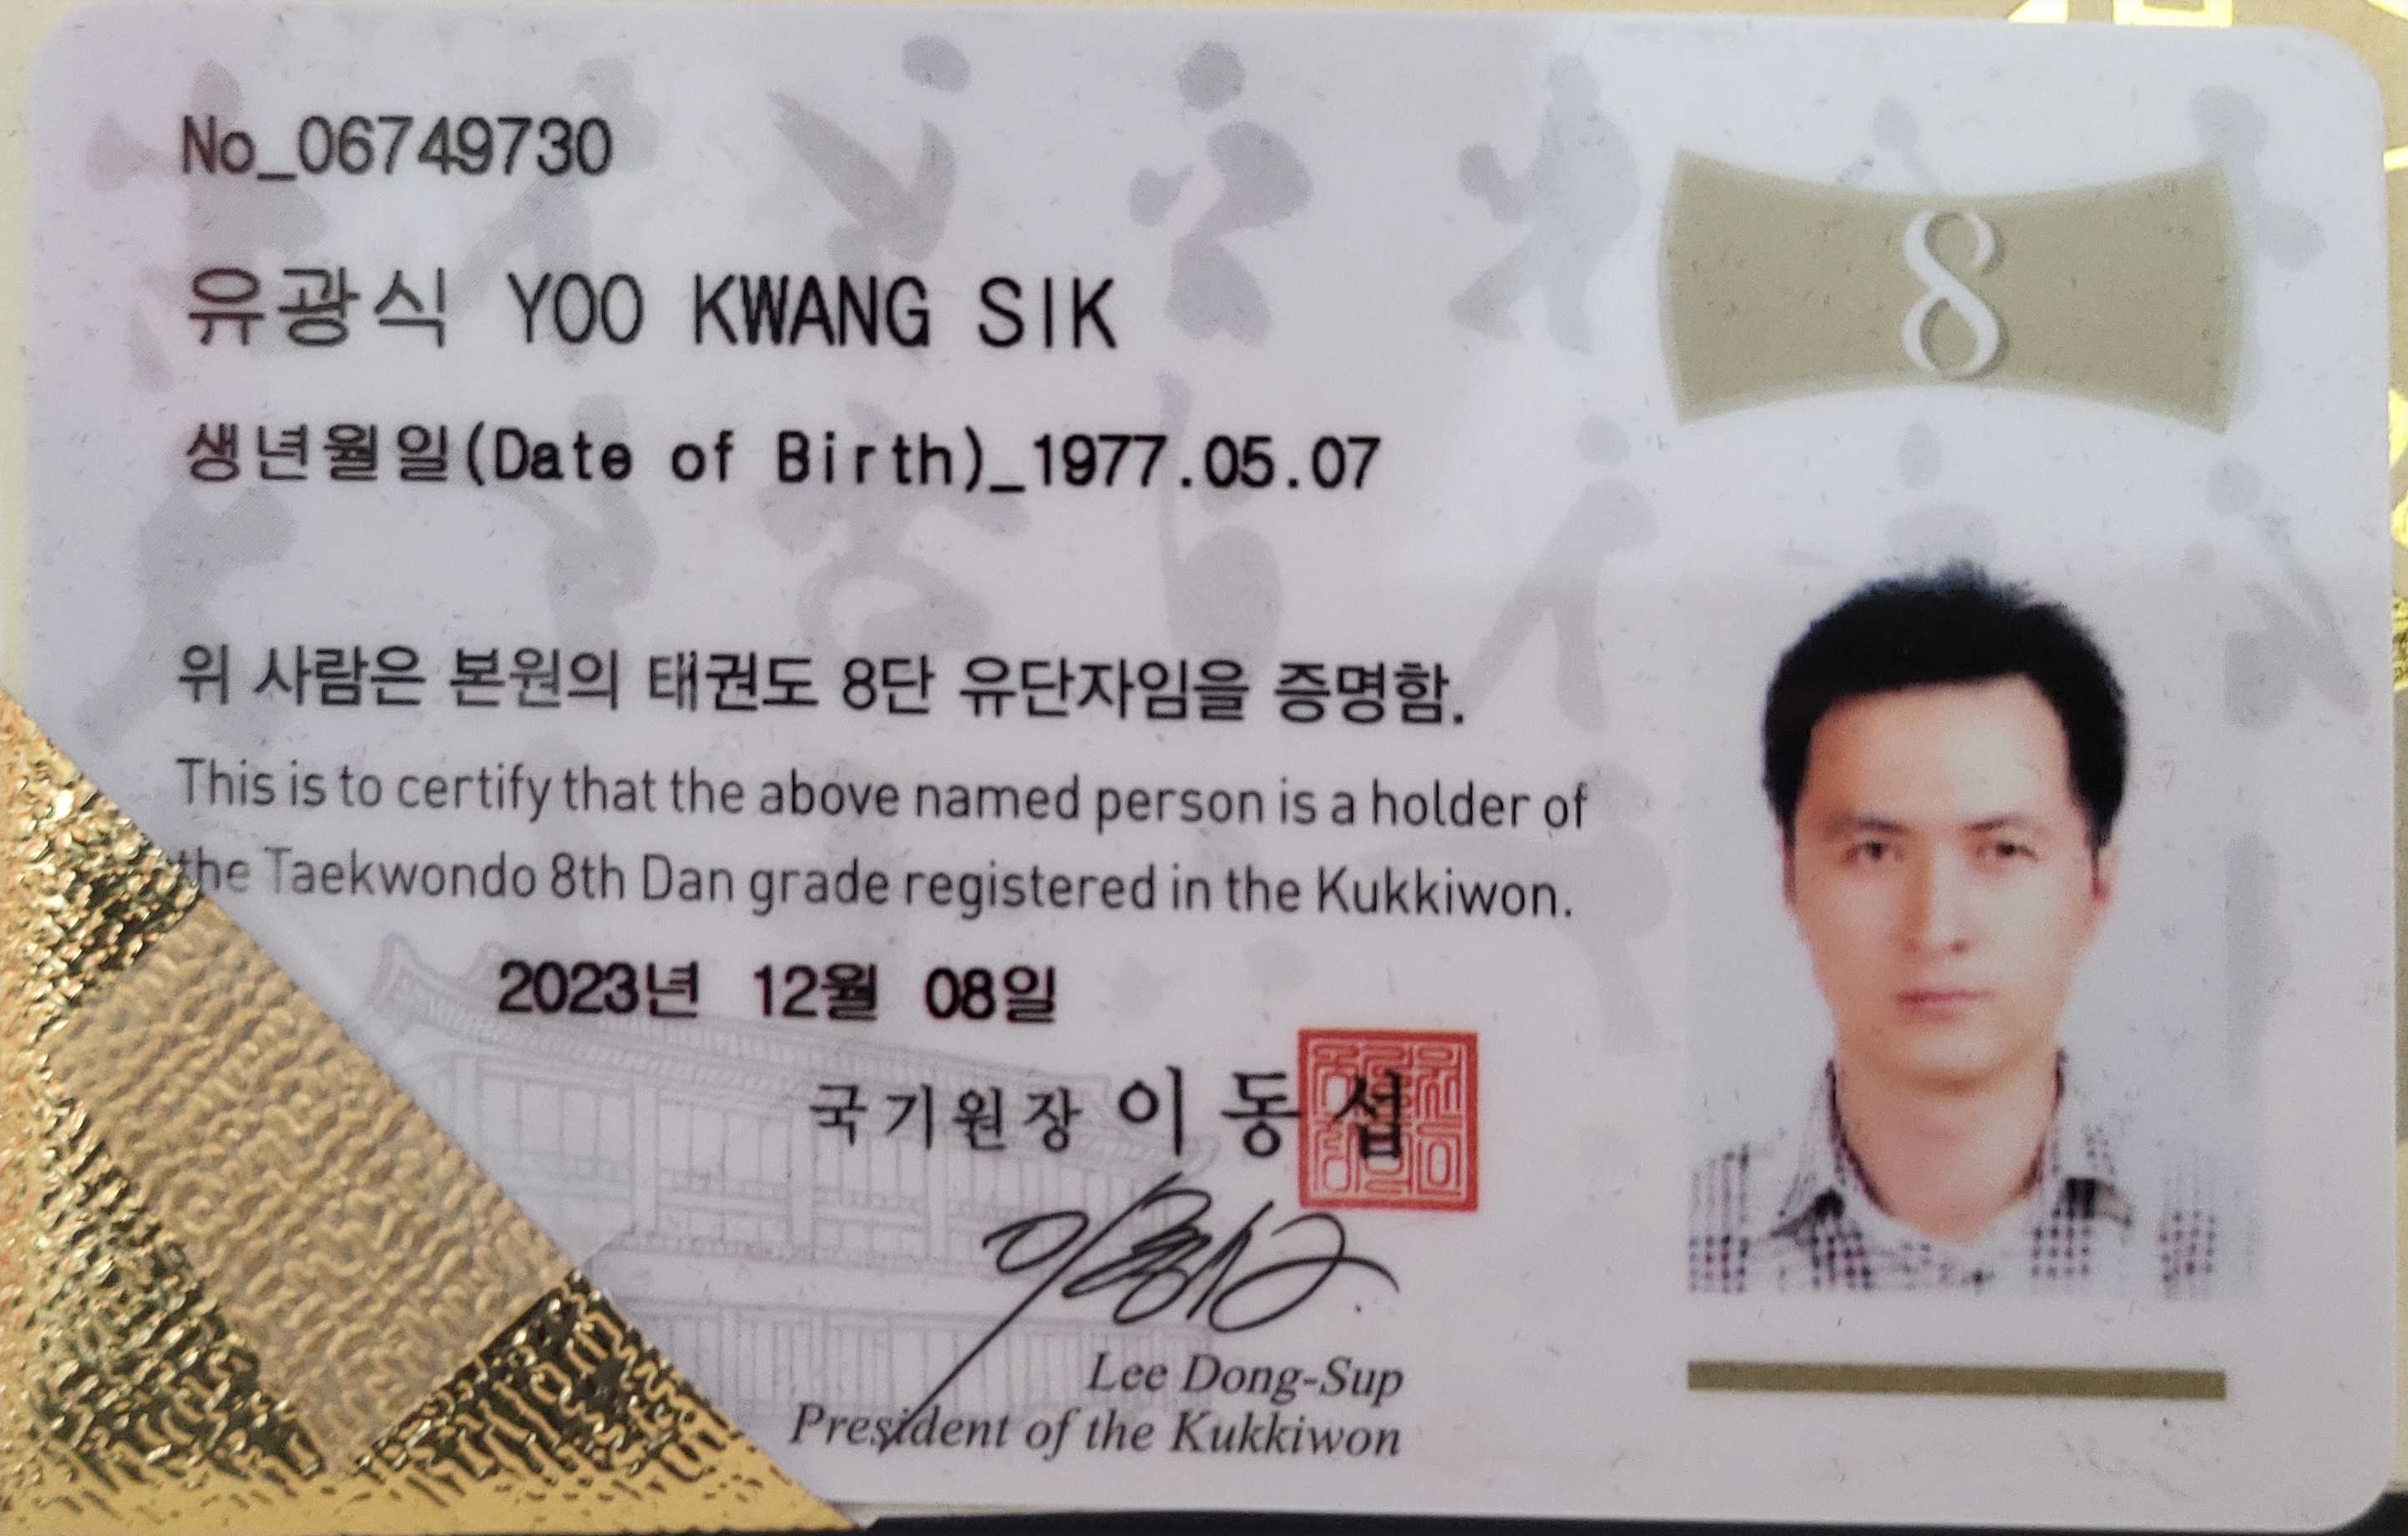 No_06749730
8
유광식 YOO KWANG SIK
생년월일(Date of Birth)_1977.05.07
위 사람은 본원의 태권도 8단 유단자임을 증명함.
This is to certify that the above named person is a holder of
the Taekwondo 8th Dan grade registered in the Kukkiwon.
2023년 12월 08일
국기원장 이동섭
Lee Dong-Sup
President of the Kukkiwon